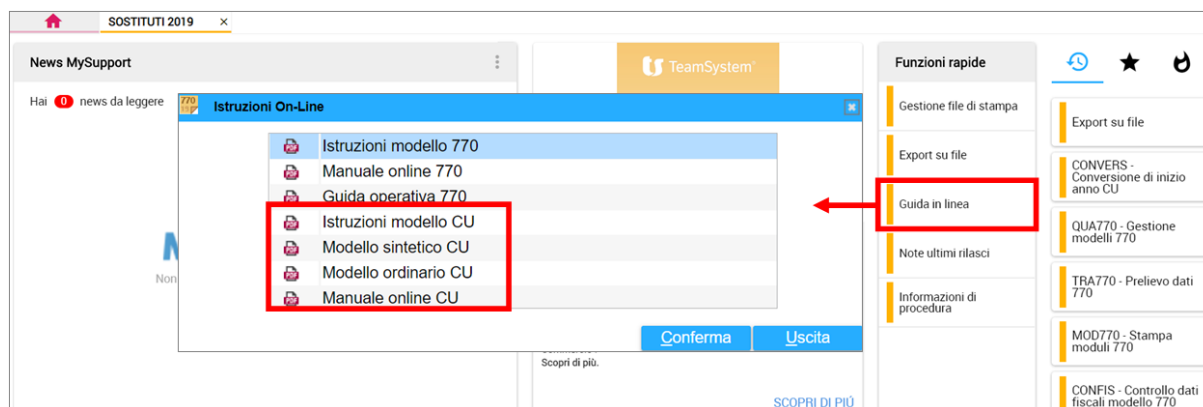 SOSTITUTI 2019 ×
News MySupport
Hai 0 news da leggere
Non
TeamSystem®
770
Istruzioni On-Line
Istruzioni modello 770
Manuale online 770
Guida operativa 770
Istruzioni modello CU
Modello sintetico CU
Modello ordinario CU
Manuale online CU
Conferma
Uscita
Scopri di più.
SCOPRI DI PIÚ
Funzioni rapide
Gestione file di stampa
Export su file
Guida in linea
Note ultimi rilasci
Informazioni di
procedura
Export su file
CONVERS -
Conversione di inizio
anno CU
QUA770 - Gestione
modelli 770
TRA770 - Prelievo dati
770
MOD770 - Stampa
moduli 770
CONFIS - Controllo dati
fiscali modello 770